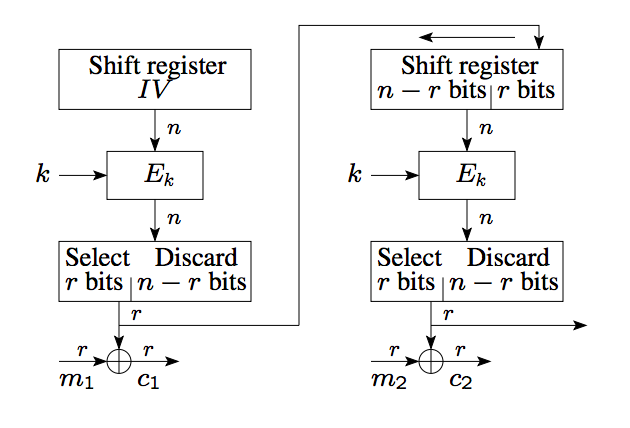 Shift register
IV
n
k
E_k
n
Select Discard
r bits n − r bits
r
r r
m_1 c_1
Shift register
n − r bits r bits
n
k
E_k
n
Select Discard
r bits n − r bits
r
r r
m_2 c_2